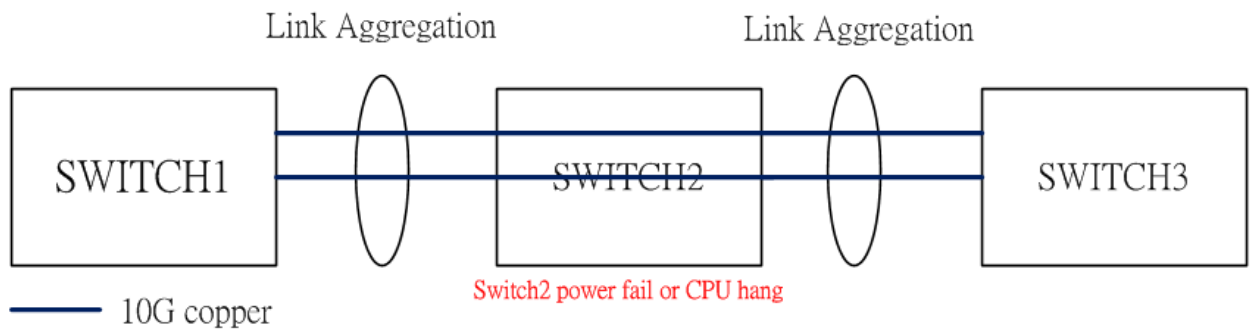 Link Aggregation
Link Aggregation
SWITCH1
SWITCH2
SWITCH3
Switch2 power fail or CPU hang
10G copper